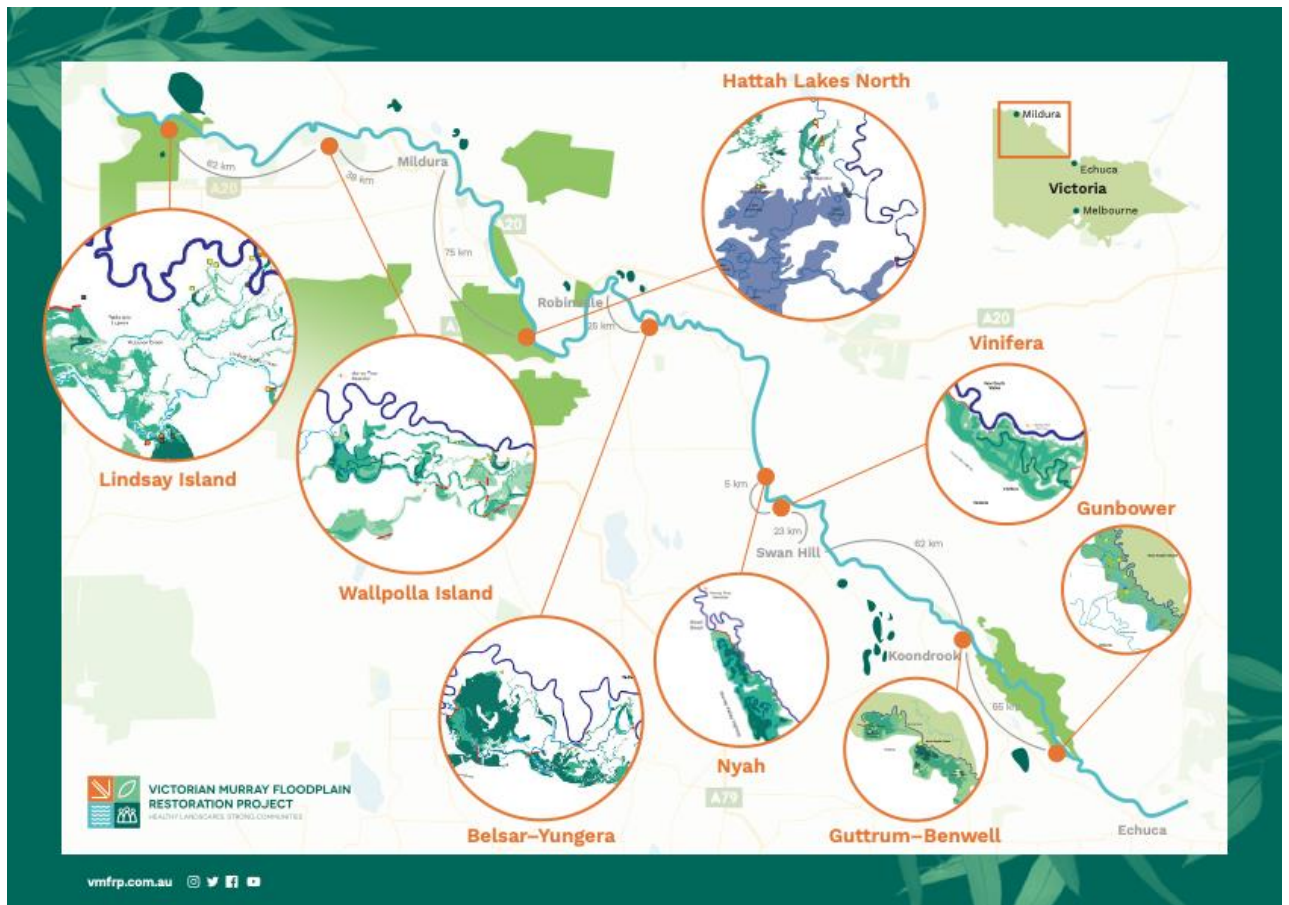 Hattah Lakes North
Mildura
Echuca
Victoria
Melbourne
62 km
A20
38 km
Mildura
20
75 km
Robinvale
25 km
A20
Vinifera
Lindsay Island
Wallpolla Island
5 km
23 km
Swan Hill
62 km
Gunbower
Koondrook
65 km
Nyah
A79
Belsar–Yungera
Guttrum–Benwell
Echuca
VICTORIAN MURRAY FLOODPLAIN
RESTORATION PROJECT
HEALTHY LANDSCAPES. STRONG COMMUNITIES
vmfrp.com.au